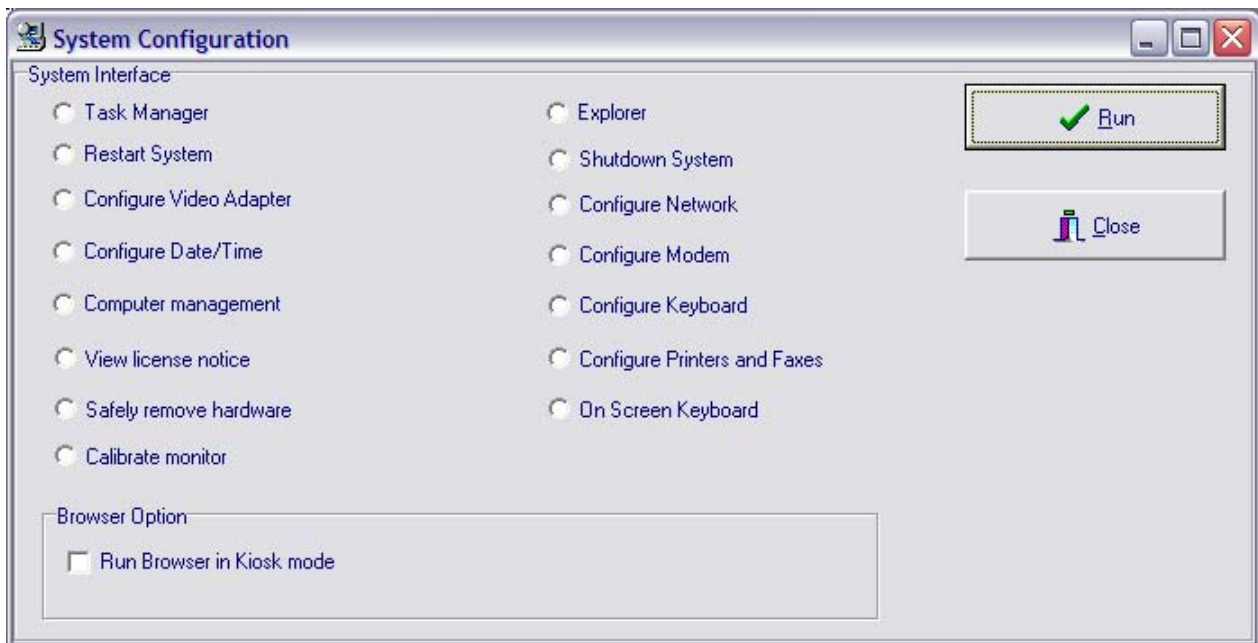 System Configuration
System Interface
Task Manager
Explorer
Run
Restart System
Shutdown System
Configure Video Adapter
Configure Network
Close
Configure Date/Time
Configure Modem
Computer management
Configure Keyboard
View license notice
Configure Printers and Faxes
Safely remove hardware
On Screen Keyboard
Calibrate monitor
Browser Option
Run Browser in Kiosk mode